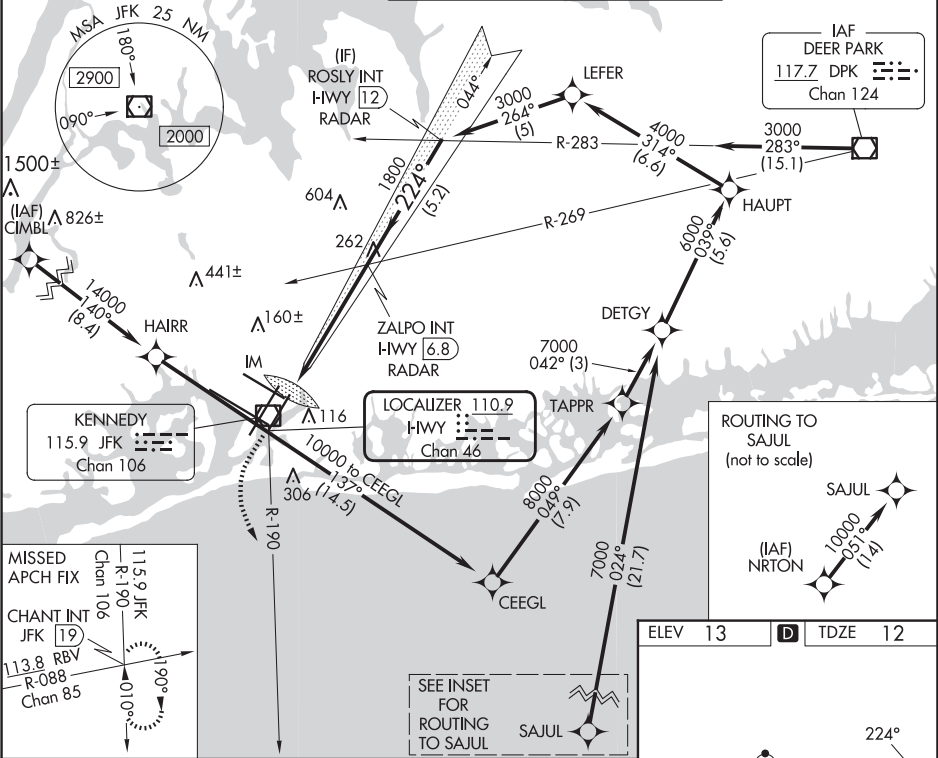 MSA JFK 25 NM
180°
2900
090°
2000
(IF)
ROSLY INT
I-WY 12
RADAR
044°
LEFER
3000
264°
(5)
IAF
DEER PARK
117.7 DPK
Chan 124
R-283
4000
314°
(6.6)
3000
283°
(15.1)
HAUPT
R-269
1500±
(IAF)
CIMBL
826±
604
1800
224°
(5.2)
262
441±
14000
140°
(8.4)
HAIRR
160±
ZALPO INT
I-WY 6.8
RADAR
6000
039°
(5.6)
DETGY
7000
042° (3)
TAPPR
IM
KENNEDY
115.9 JFK
Chan 106
116
LOCALIZER 110.9
I-WY
Chan 46
10000 to CEEGL
137°
(14.5)
306
R-190
8000
049°
(7.9)
CEEGL
7000
024°
(21.7)
ROUTING TO
SAJUL
(not to scale)
SAJUL
(IAF)
NRTON
10000
051°
(14)
MISSED
APCH FIX
115.9 JFK
R-190
Chan 106
CHANT INT
JFK 19
113.8 RBV
R-088
Chan 85
190°
010°
SEE INSET
FOR
ROUTING
TO SAJUL
SAJUL
ELEV 13
D
TDZE 12
224°